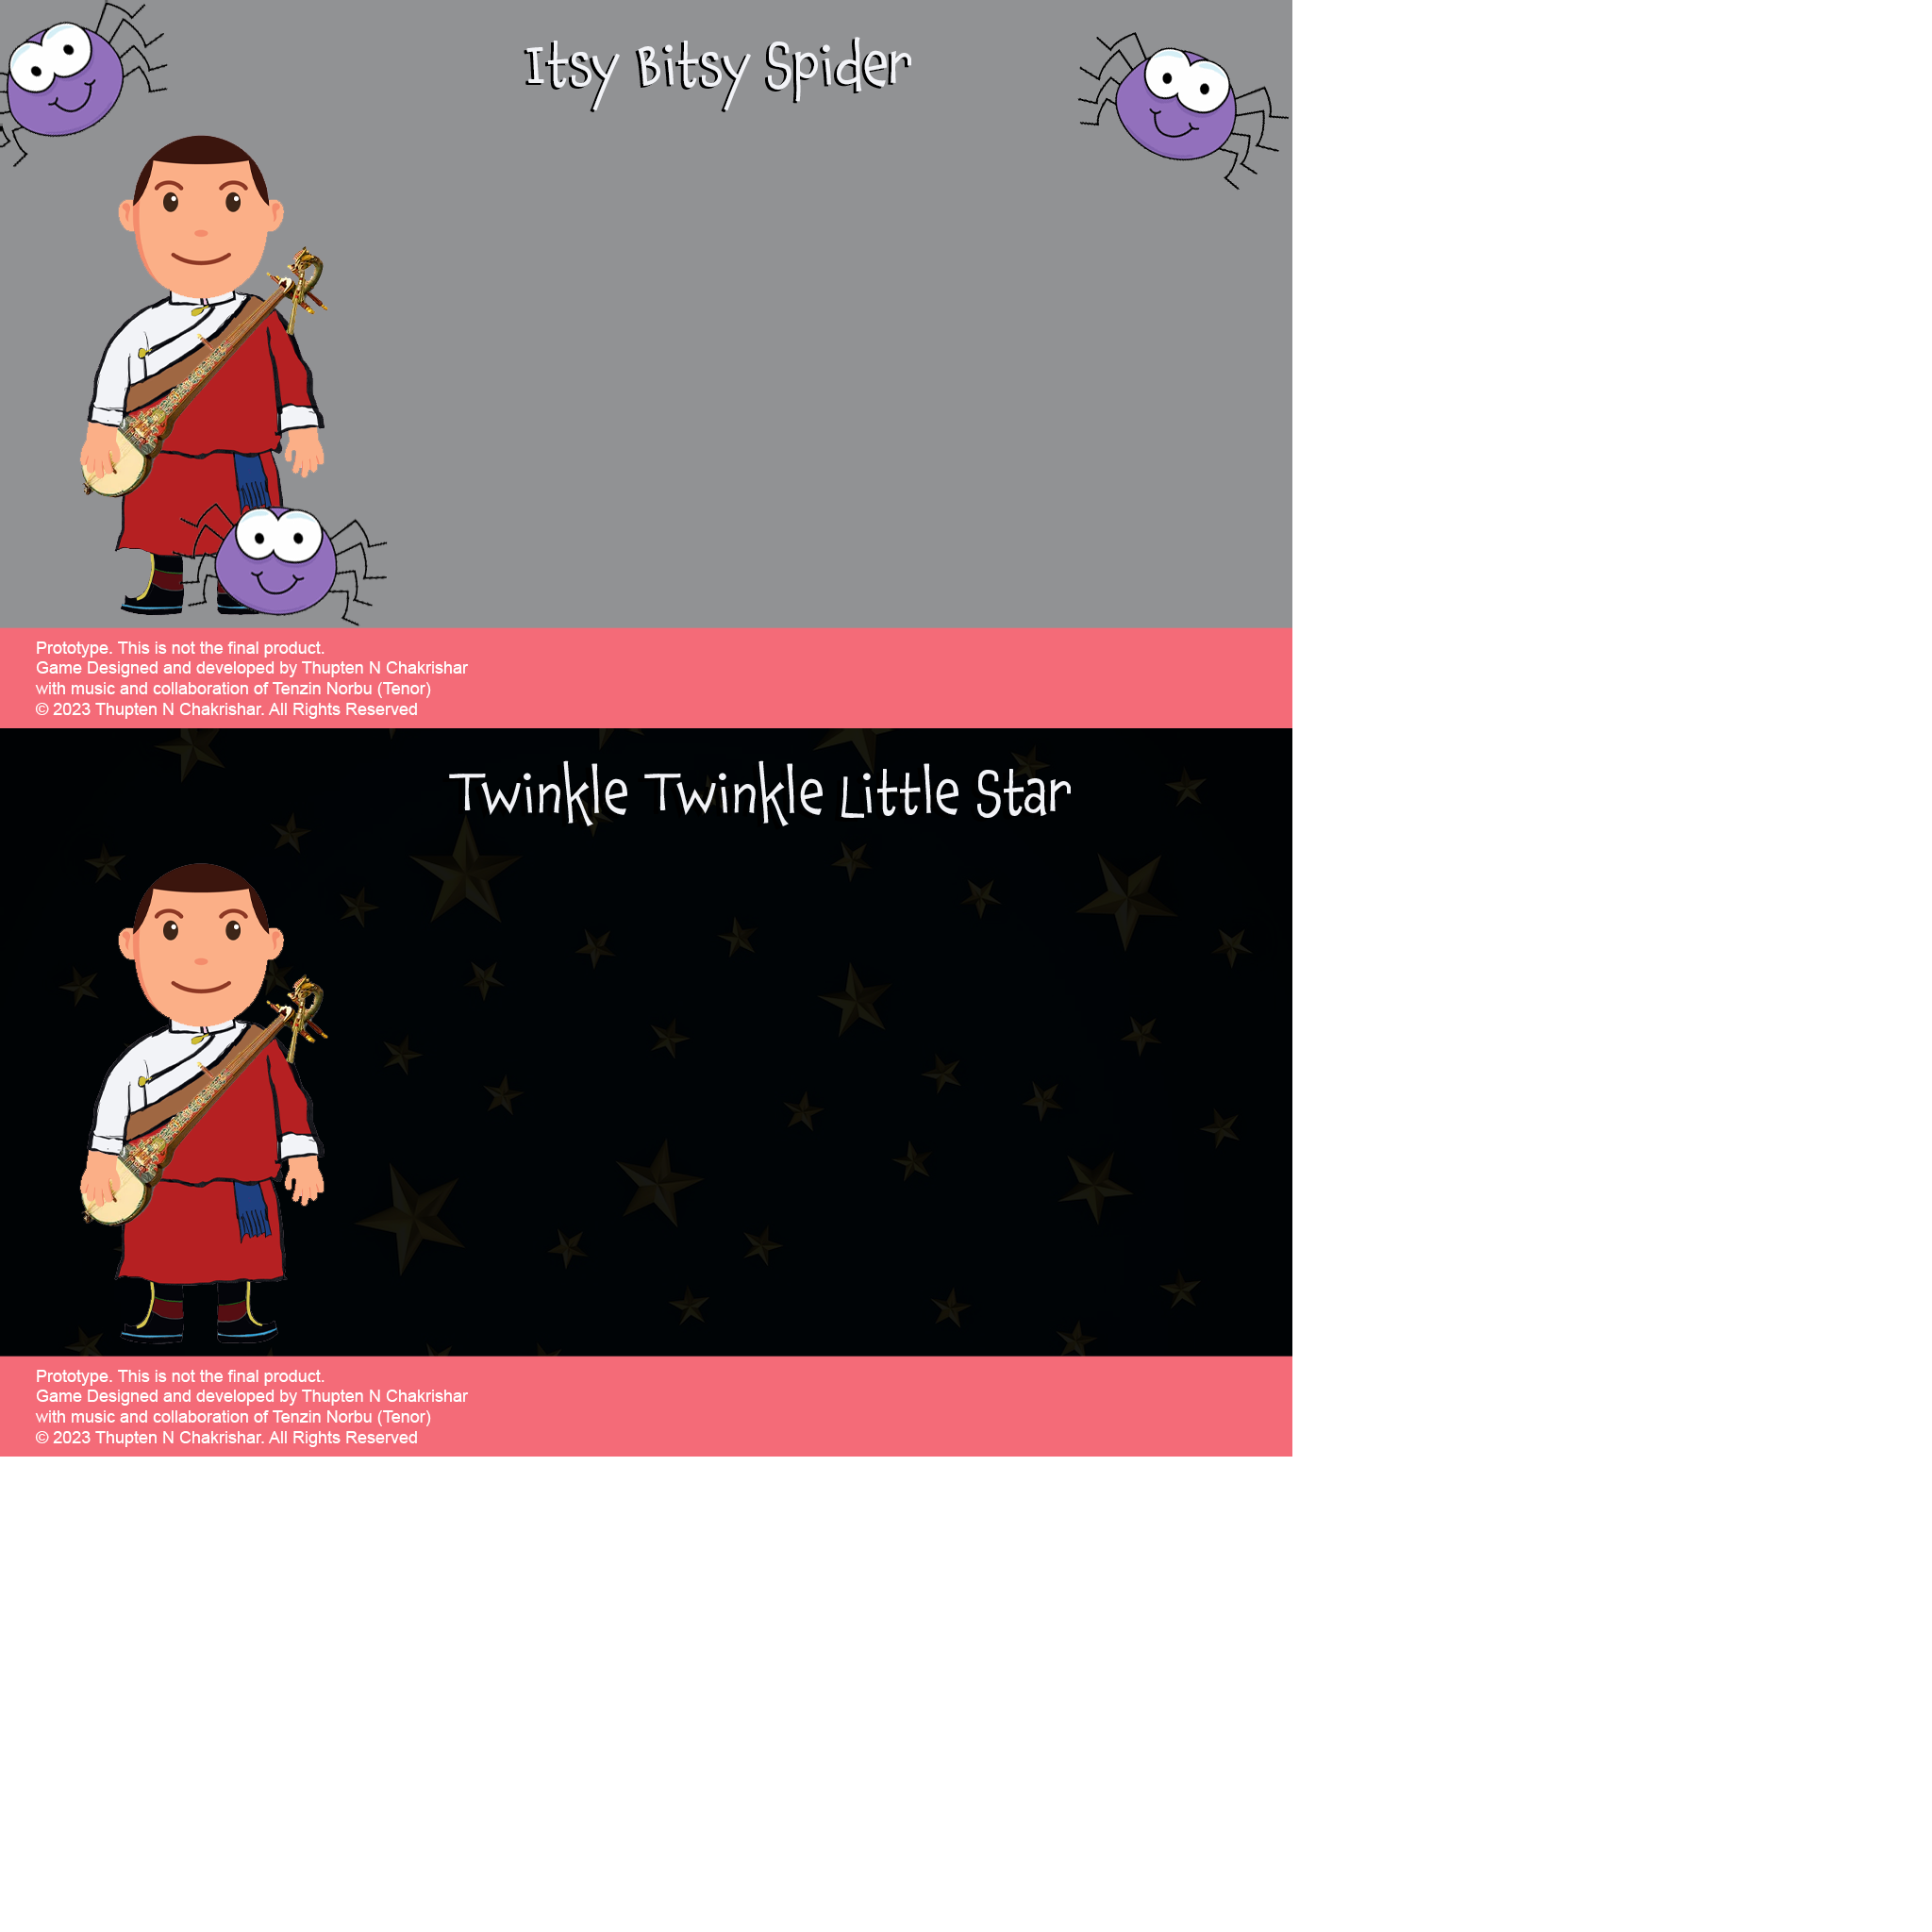 Itsy Bitsy Spider
Prototype. This is not the final product.
Game Designed and developed by Thupten N Chakrishar
with music and collaboration of Tenzin Norbu (Tenor)
© 2023 Thupten N Chakrishar. All Rights Reserved
Twinkle Twinkle Little Star
Prototype. This is not the final product.
Game Designed and developed by Thupten N Chakrishar
with music and collaboration of Tenzin Norbu (Tenor)
© 2023 Thupten N Chakrishar. All Rights Reserved